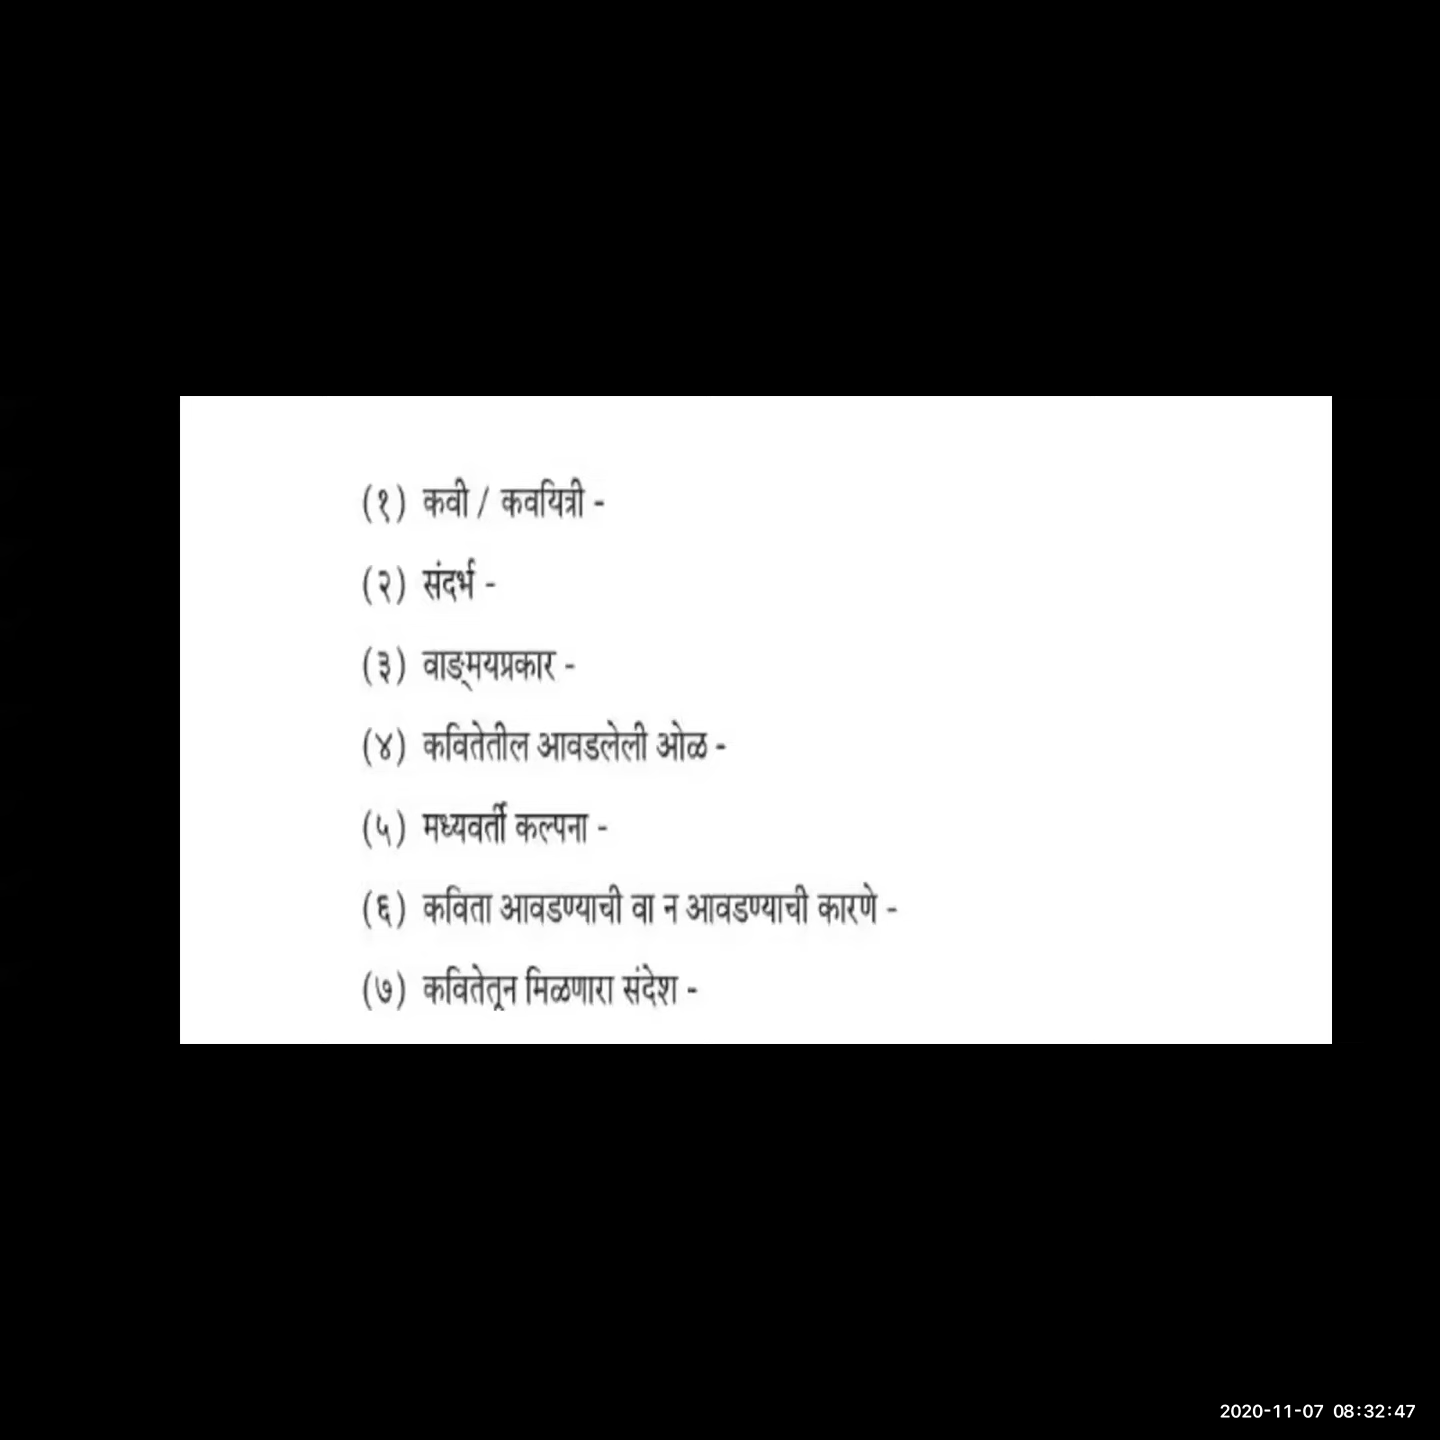 (१) कवी / कवयित्री -
(२) संदर्भ -
(३) वाङ्‌मयप्रकार -
(४) कवितेतील आवडलेली ओळ -
(५) मध्यवर्ती कल्पना -
(६) कविता आवडण्याची वा न आवडण्याची कारणे -
(७) कवितेतून मिळणारा संदेश -
2020-11-07 08:32:47